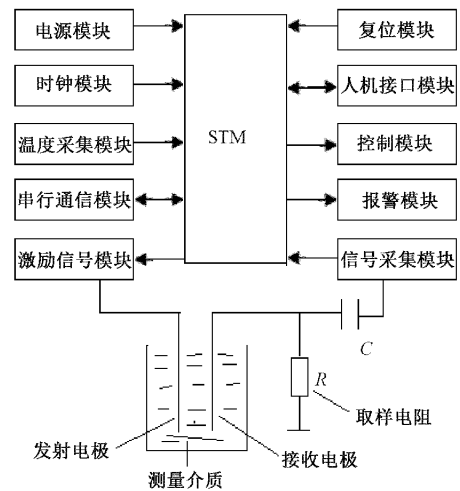 电源模块
复位模块
时钟模块
人机接口模块
温度采集模块
STM
控制模块
串行通信模块
报警模块
激励信号模块
信号采集模块
C
R
取样电阻
发射电极
接收电极
测量介质